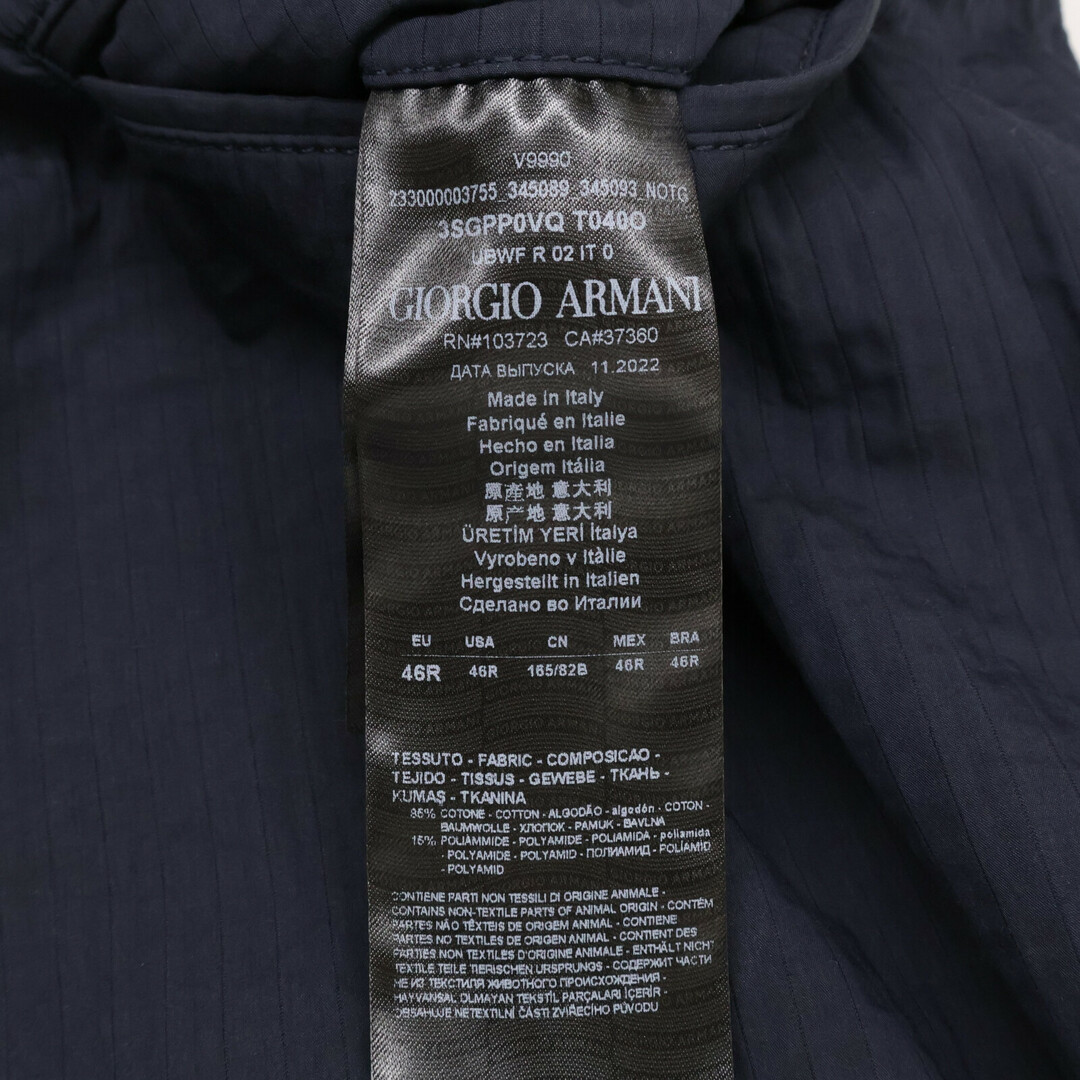 V9990
233000003755_345089_345093_NOTG
3SGPP0VQ T040O
UBWF R 02 IT 0
GIORGIO ARMANI
RN#103723 CA#37360
ДАТА ВЫПУСКА 11.2022
Made in Italy
Fabriqué en Italie
Hecho en Italia
Origem Itália
原產地 意大利
原产地 意大利
ÜRETİM YERİ İtalya
Vyrobeno v Itàlie
Hergestellt in Italien
Сделано во Италии
EU USA CN MEX BRA
46R 46R 165/82B 46R 46R
TESSUTO - FABRIC - COMPOSICAO -
TEJIDO - TISSUS - GEWEBE - ТКАНЬ -
KUMAŞ - TKANINA
85% COTONE - COTTON - ALGODÃO - algodón - COTON -
BAUMWOLLE - ХЛОПОК - PAMUK - BAVLNA
15% POLIAMMIDE - POLYAMIDE - POLIAMIDA - poliamida
- POLYAMIDE - POLYAMID - ПОЛИАМИД - POLİAMİD
- POLYAMID
CONTIENE PARTI NON TESSILI DI ORIGINE ANIMALE -
CONTAINS NON-TEXTILE PARTS OF ANIMAL ORIGIN - CONTÉM
PARTES NÃO TÊXTEIS DE ORIGEM ANIMAL - CONTIENE
PARTES NO TEXTILES DE ORIGEN ANIMAL - CONTIENT DES
PARTIES NON TEXTILES D'ORIGINE ANIMALE - ENTHÄLT NICHT
TEXTILE TEILE TIERISCHEN URSPRUNGS - СОДЕРЖИТ ЧАСТИ
НЕ ИЗ ТЕКСТИЛЯ ЖИВОТНОГО ПРОИСХОЖДЕНИЯ -
HAYVANSAL OLMAYAN TEKSTİL PARÇALARI İÇERİR -
OBSAHUJE NETEXTILNÍ ČÁSTI ZVÍŘECÍHO PŮVODU